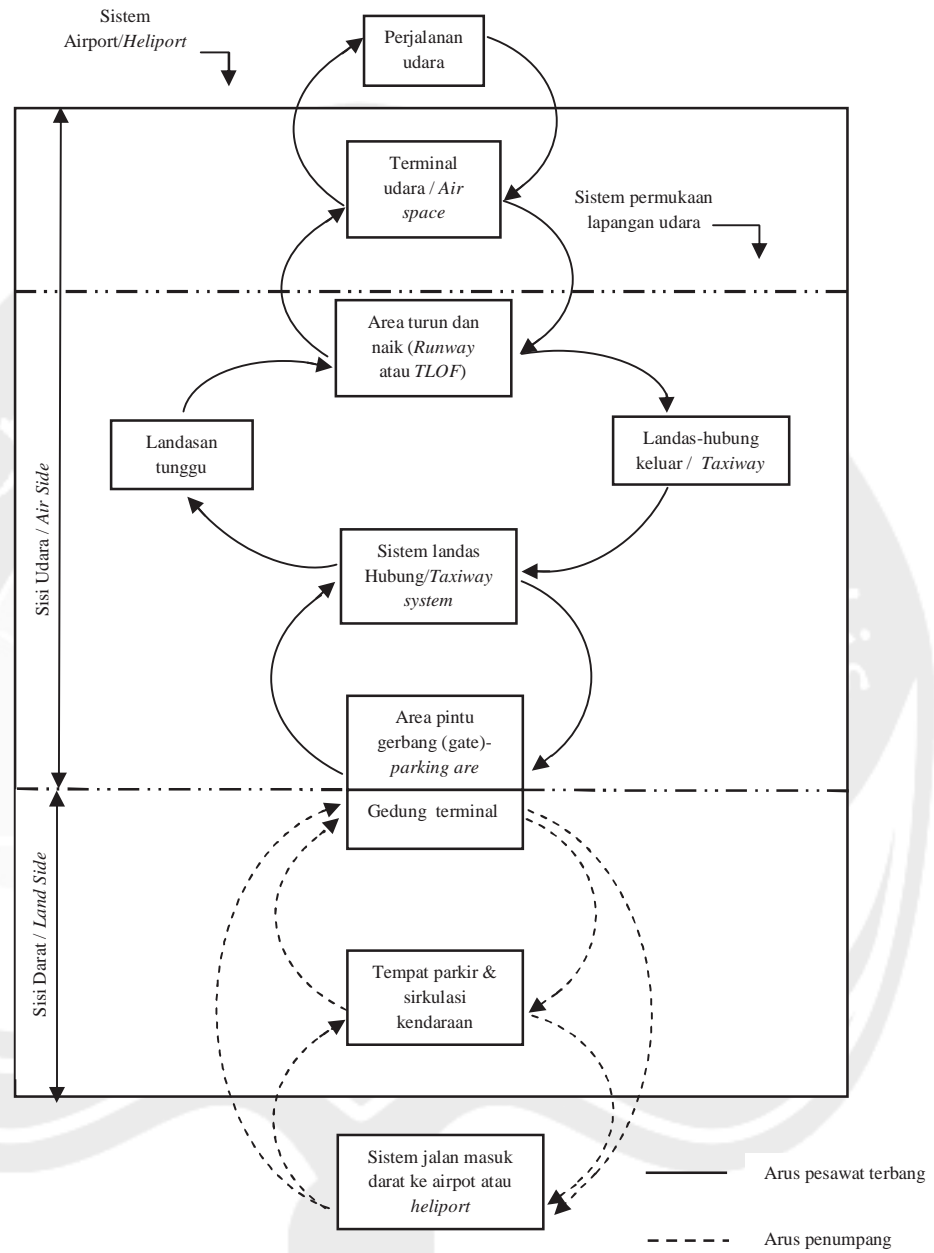 Sistem
Airport/Heliport
Perjalanan
udara
Terminal
udara / Air
space
Sistem permukaan
lapangan udara
Area turun dan
naik (Runway
atau TLOF)
Landasan
tunggu
Landas-hubung
keluar / Taxiway
Sistem landas
Hubung/Taxiway
system
Sisi Udara / Air Side
Area pintu
gerbang (gate)-
parking are
Gedung terminal
Sisi Darat / Land Side
Tempat parkir &
sirkulasi
kendaraan
Sistem jalan masuk
darat ke airpot atau
heliport
Arus pesawat terbang
Arus penumpang